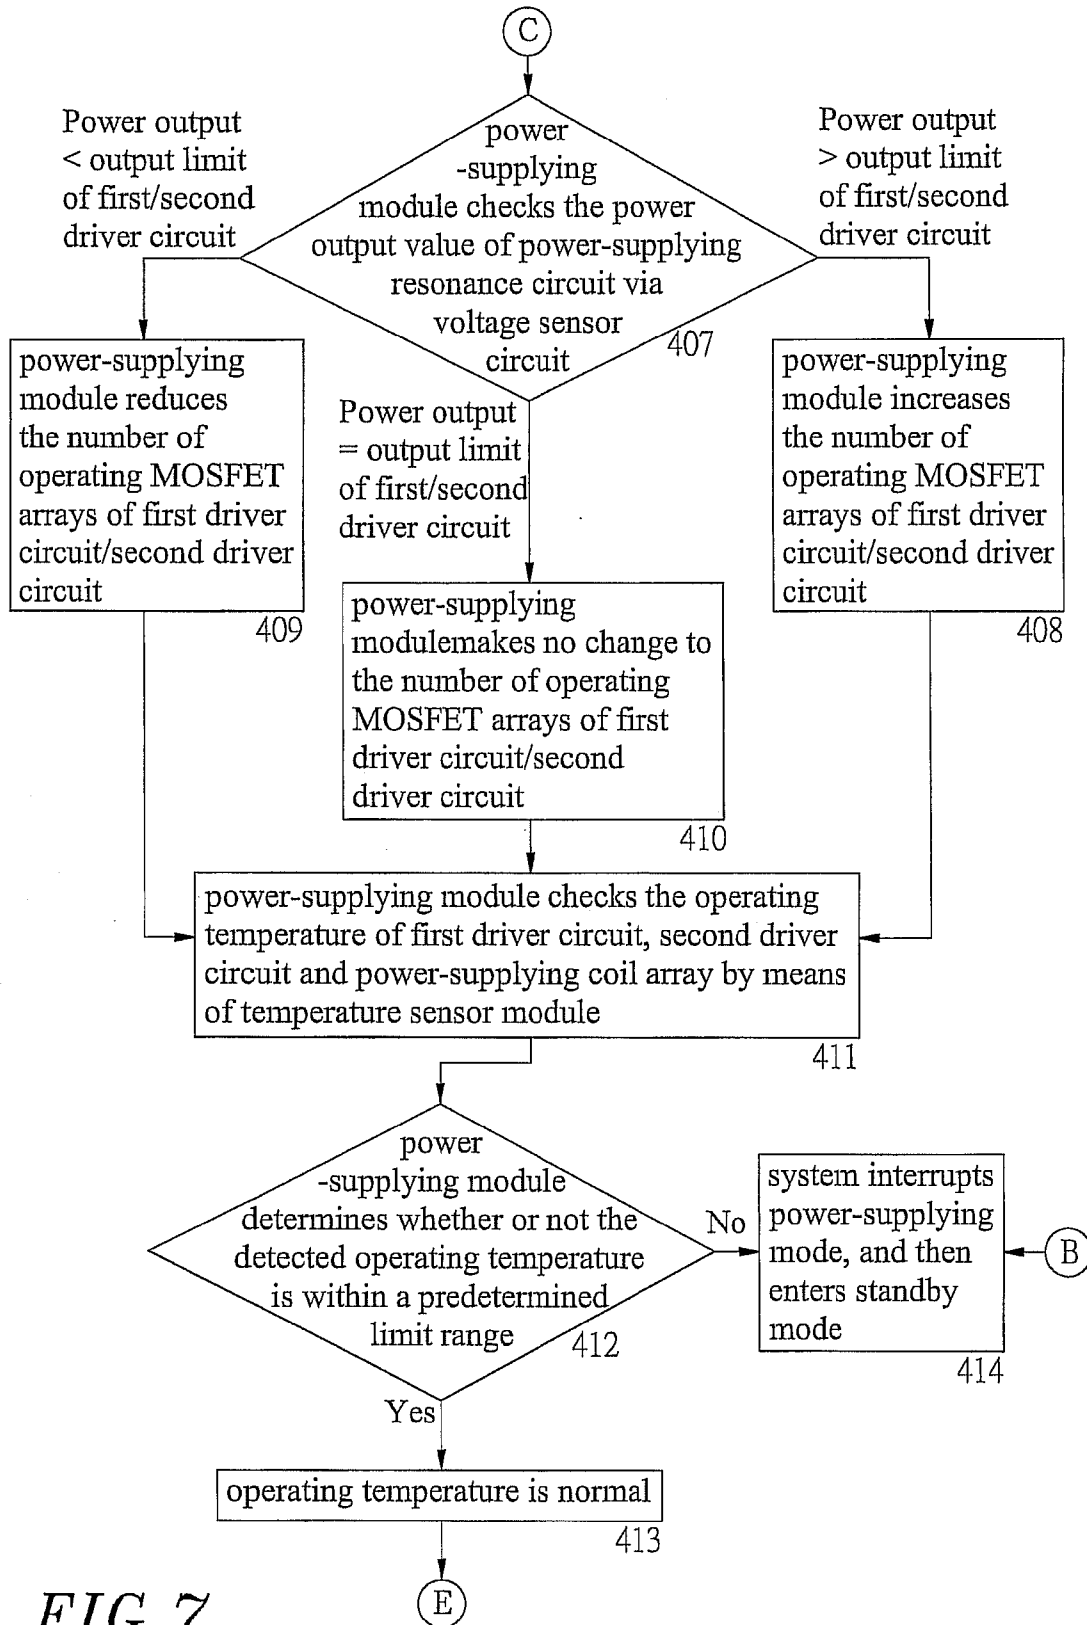 C
Power output
< output limit
of first/second
driver circuit
power
-supplying
module checks the power
output value of power-supplying
resonance circuit via
voltage sensor
circuit
407
Power output
> output limit
of first/second
driver circuit
power-supplying
module reduces
the number of
operating MOSFET
arrays of first driver
circuit/second driver
circuit
409
Power output
= output limit
of first/second
driver circuit
power-supplying
module increases
the number of
operating MOSFET
arrays of first driver
circuit/second driver
circuit
408
power-supplying
modulemakes no change to
the number of operating
MOSFET arrays of first
driver circuit/second
driver circuit
410
power-supplying module checks the operating
temperature of first driver circuit, second driver
circuit and power-supplying coil array by means
of temperature sensor module
411
power
-supplying module
determines whether or not the
detected operating temperature
is within a predetermined
limit range
412
No
system interrupts
power-supplying
mode, and then
enters standby
mode
414
B
Yes
operating temperature is normal
413
E
FIG. 7